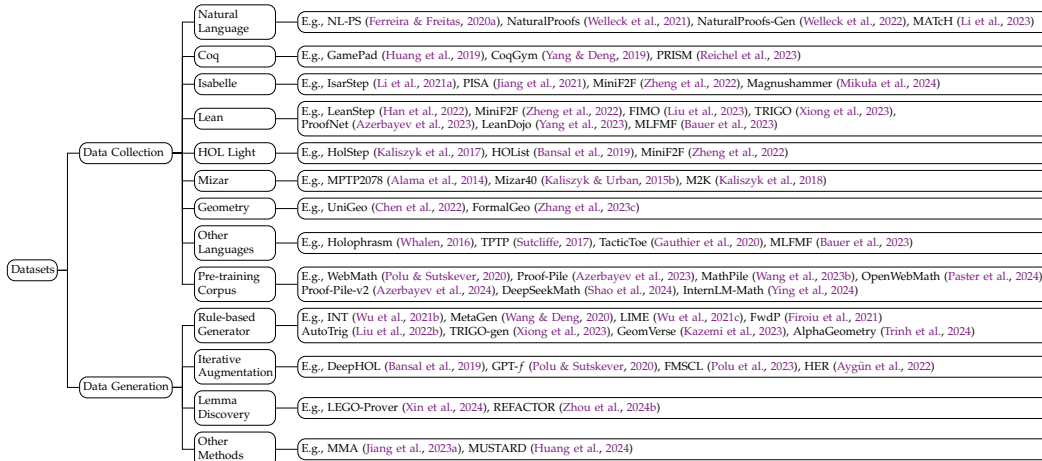 Natural
Language
E.g., NL-PS (Ferreira & Freitas, 2020a), NaturalProofs (Welleck et al., 2021), NaturalProofs-Gen (Welleck et al., 2022), MATcH (Li et al., 2023)
Coq
E.g., GamePad (Huang et al., 2019), CoqGym (Yang & Deng, 2019), PRISM (Reichel et al., 2023)
Isabelle
E.g., IsarStep (Li et al., 2021a), PISA (Jiang et al., 2021), MiniF2F (Zheng et al., 2022), Magnushammer (Mikuła et al., 2024)
Lean
E.g., LeanStep (Han et al., 2022), MiniF2F (Zheng et al., 2022), FIMO (Liu et al., 2023), TRIGO (Xiong et al., 2023),
ProofNet (Azerbayev et al., 2023), LeanDojo (Yang et al., 2023), MLFMF (Bauer et al., 2023)
Data Collection
HOL Light
E.g., HolStep (Kaliszyk et al., 2017), HOList (Bansal et al., 2019), MiniF2F (Zheng et al., 2022)
Mizar
E.g., MPTP2078 (Alama et al., 2014), Mizar40 (Kaliszyk & Urban, 2015b), M2K (Kaliszyk et al., 2018)
Geometry
E.g., UniGeo (Chen et al., 2022), FormalGeo (Zhang et al., 2023c)
Other
Languages
E.g., Holophrasm (Whalen, 2016), TPTP (Sutcliffe, 2017), TacticToe (Gauthier et al., 2020), MLFMF (Bauer et al., 2023)
Datasets
Pre-training
Corpus
E.g., WebMath (Polu & Sutskever, 2020), Proof-Pile (Azerbayev et al., 2023), MathPile (Wang et al., 2023b), OpenWebMath (Paster et al., 2024)
Proof-Pile-v2 (Azerbayev et al., 2024), DeepSeekMath (Shao et al., 2024), InternLM-Math (Ying et al., 2024)
Rule-based
Generator
E.g., INT (Wu et al., 2021b), MetaGen (Wang & Deng, 2020), LIME (Wu et al., 2021c), FwdP (Firoiu et al., 2021)
AutoTrig (Liu et al., 2022b), TRIGO-gen (Xiong et al., 2023), GeomVerse (Kazemi et al., 2023), AlphaGeometry (Trinh et al., 2024)
Iterative
Augmentation
E.g., DeepHOL (Bansal et al., 2019), GPT-f (Polu & Sutskever, 2020), FMSCL (Polu et al., 2023), HER (Aygün et al., 2022)
Data Generation
Lemma
Discovery
E.g., LEGO-Prover (Xin et al., 2024), REFACTOR (Zhou et al., 2024b)
Other
Methods
E.g., MMA (Jiang et al., 2023a), MUSTARD (Huang et al., 2024)